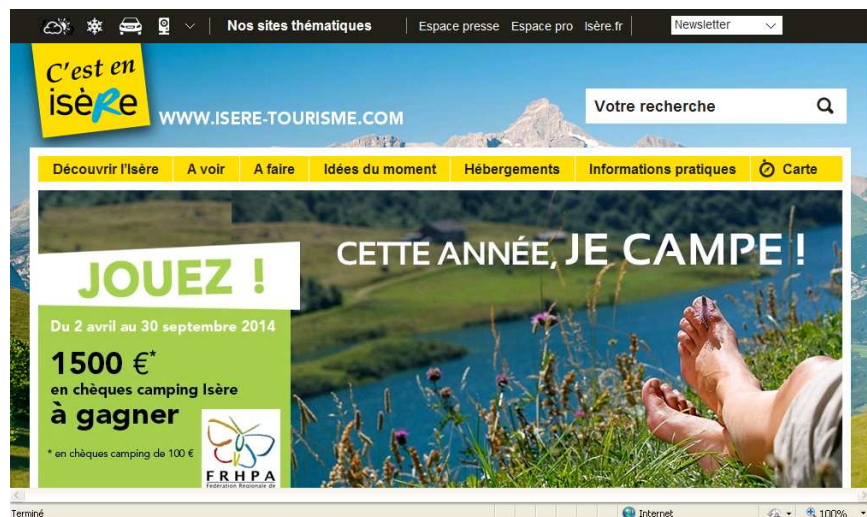 Nos sites thématiques Espace presse Espace pro Isère.fr Newsletter
C'est en
isèRe
WWW.ISERE-TOURISME.COM
Votre recherche
Découvrir l'Isère A voir A faire Idées du moment Hébergements Informations pratiques Carte
CETTE ANNÉE, JE CAMPE !
JOUEZ !
Du 2 avril au 30 septembre 2014
1500 €*
en chèques camping Isère
à gagner
* en chèques camping de 100 €
FRHPA
Fédération Régionale de
Terminé Internet 100%